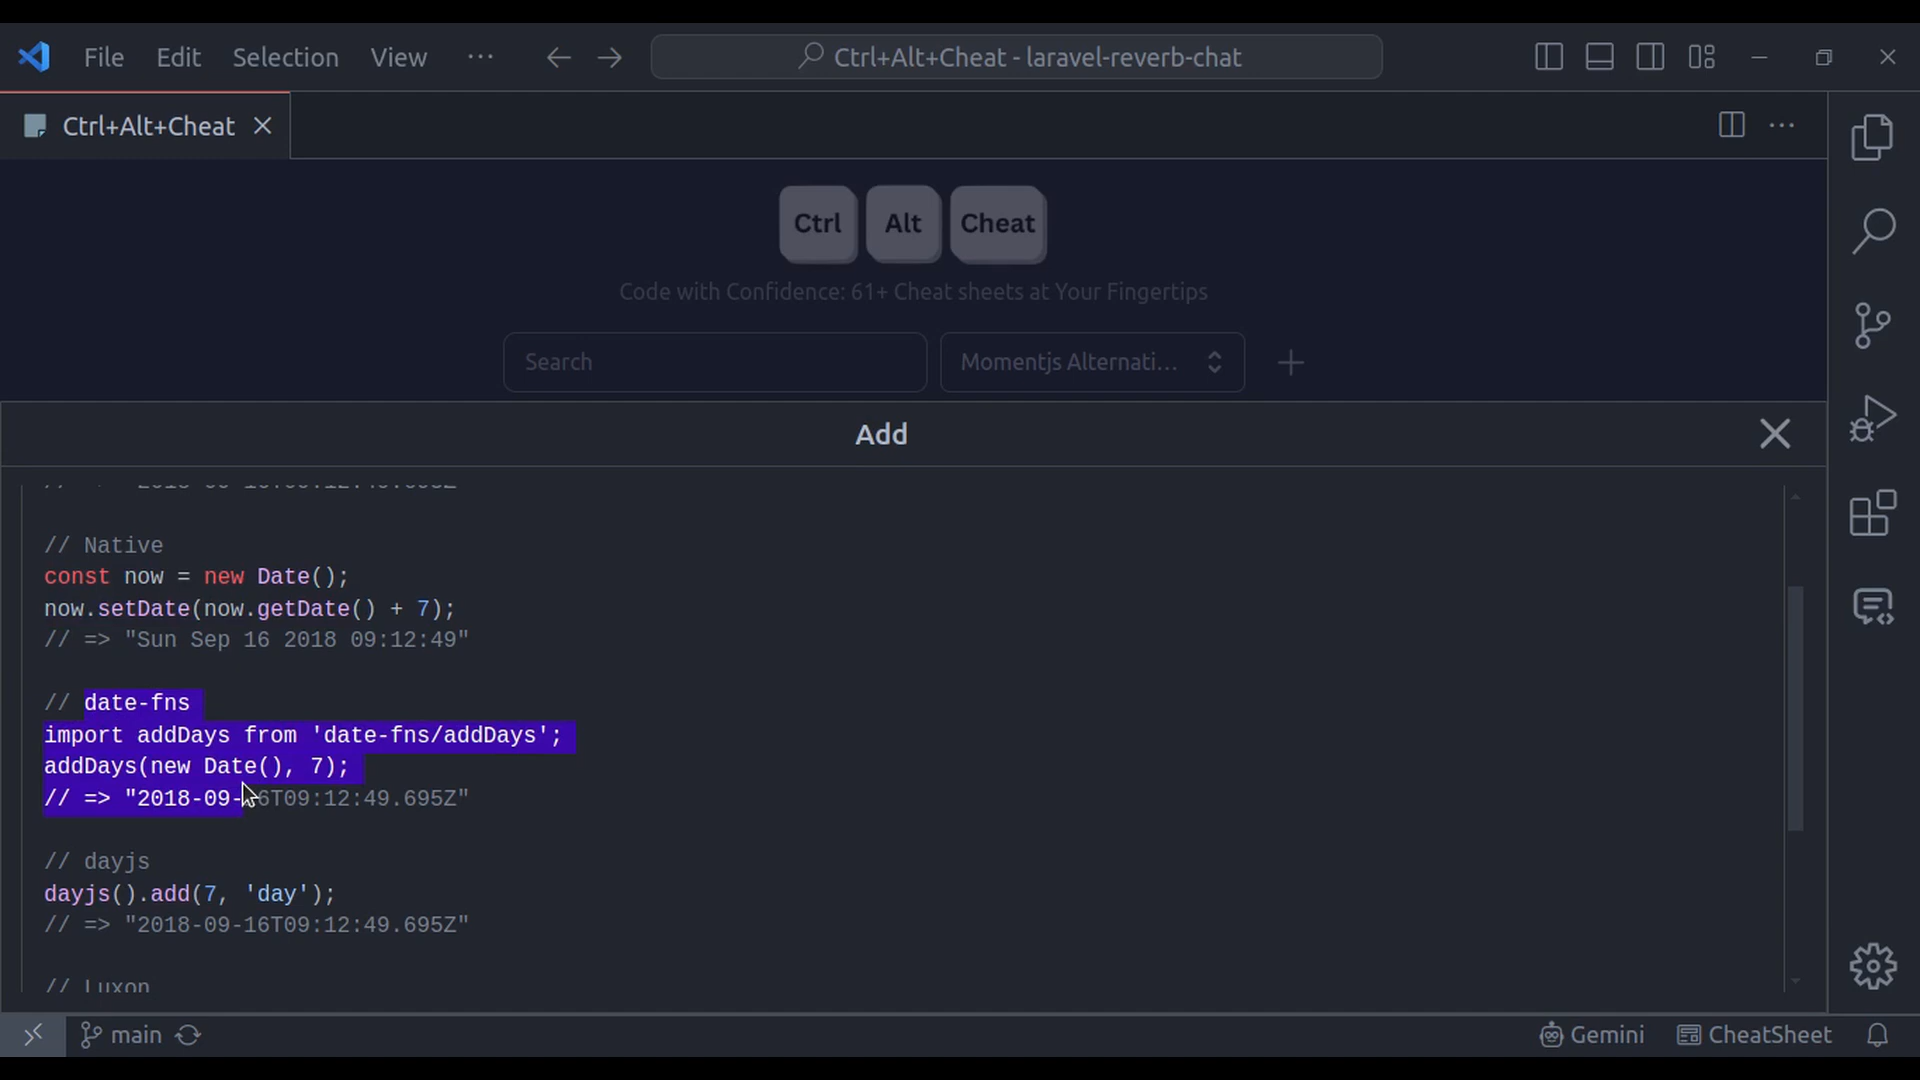 File Edit Selection View ··· Ctrl+Alt+Cheat - laravel-reverb-chat
Ctrl+Alt+Cheat
Ctrl Alt Cheat
Code with Confidence: 61+ Cheat sheets at Your Fingertips
Search Momentjs Alternati...
Add
// Native
const now = new Date();
now.setDate(now.getDate() + 7);
// => "Sun Sep 16 2018 09:12:49"
// date-fns
import addDays from 'date-fns/addDays';
addDays(new Date(), 7);
// => "2018-09-16T09:12:49.695Z"
// dayjs
dayjs().add(7, 'day');
// => "2018-09-16T09:12:49.695Z"
// Luxon
main Gemini CheatSheet